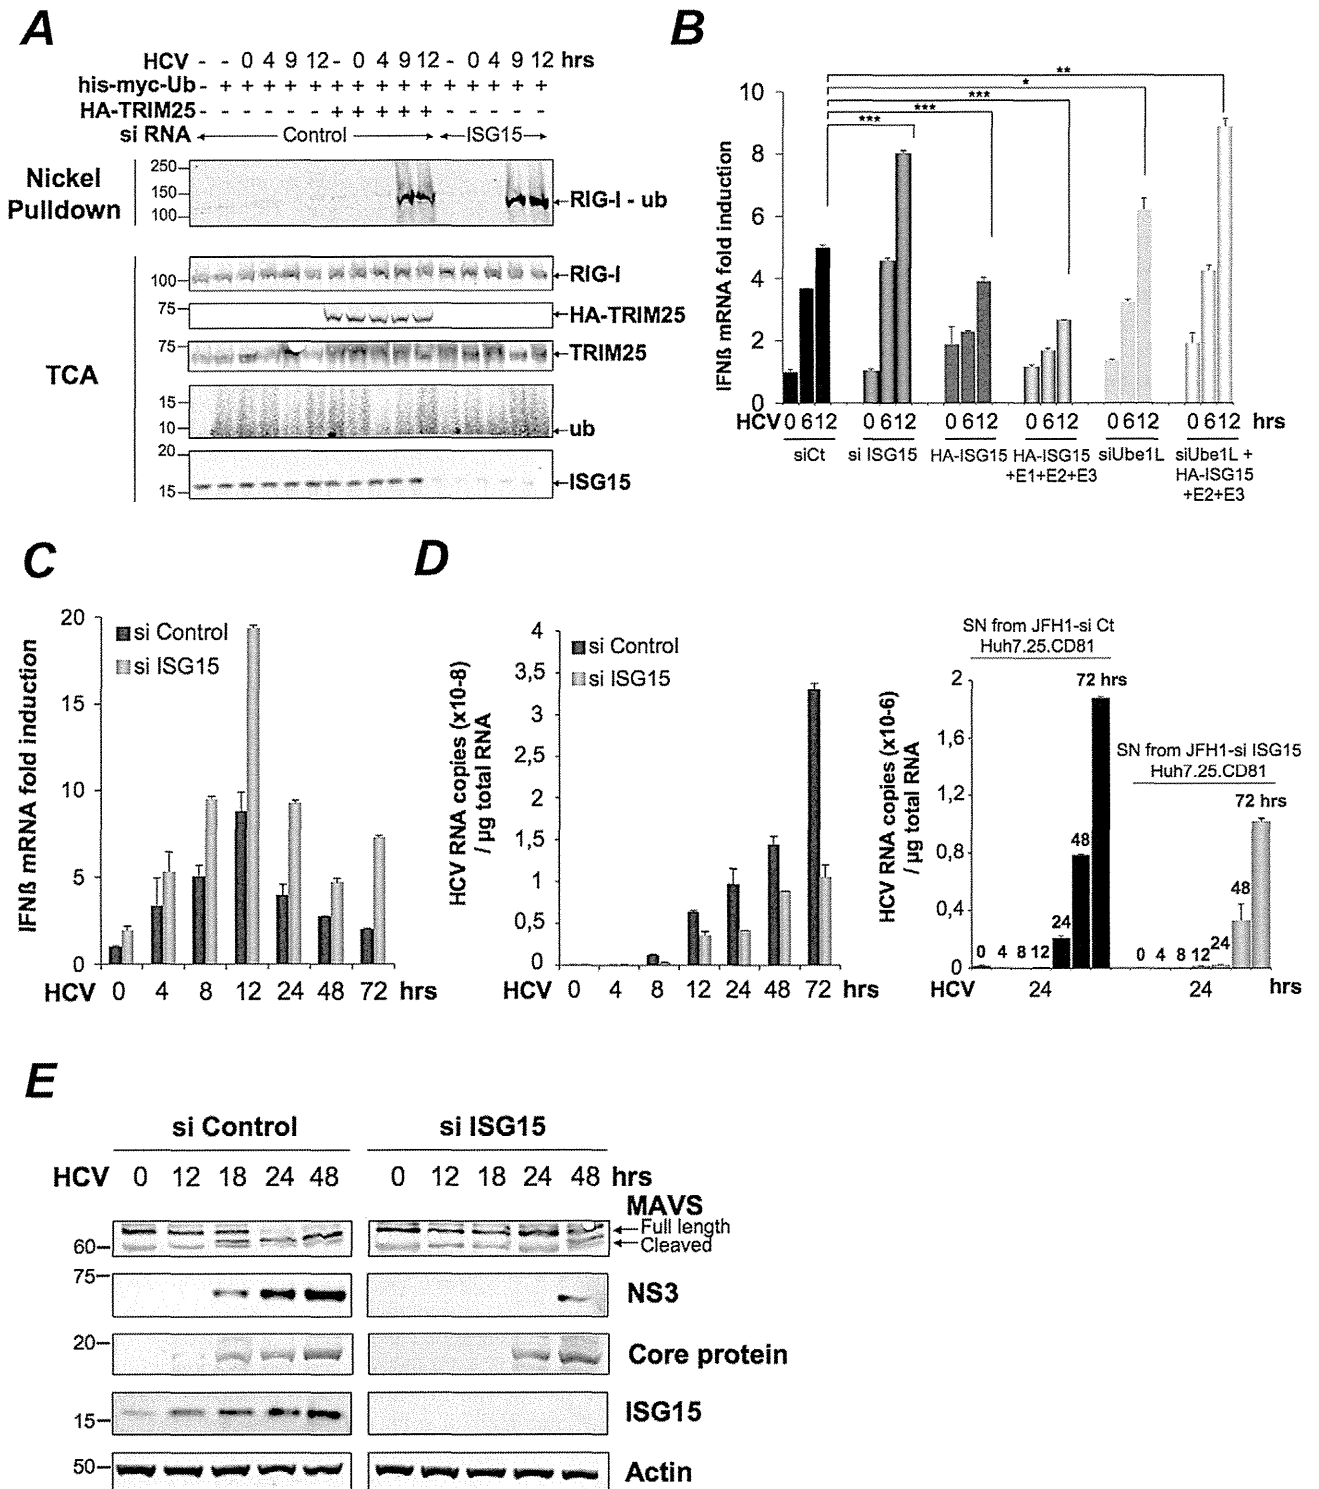 A
HCV - - 0 4 9 12 - 0 4 9 12 - 0 4 9 12 hrs
his-myc-Ub - + + + + + + + + + + + + + + +
HA-TRIM25 - - - - - - + + + + + - - - - -
si RNA ← Control → ← ISG15 →
Nickel
Pulldown
250
150
100
RIG-I - ub
TCA
100
RIG-I
75
HA-TRIM25
75
TRIM25
15
10
ub
20
15
ISG15
B
IFNß mRNA fold induction
10
8
6
4
2
0
**
*
***
***
***
HCV 0 6 12 0 6 12 0 6 12 0 6 12 0 6 12 0 6 12 hrs
siCt
si ISG15
HA-ISG15
HA-ISG15
+E1+E2+E3
siUbe1L
siUbe1L +
HA-ISG15
+E2+E3
C
IFNß mRNA fold induction
20
15
10
5
0
si Control
si ISG15
HCV 0 4 8 12 24 48 72 hrs
D
HCV RNA copies (x10-8)
/ µg total RNA
4
3,5
3
2,5
2
1,5
1
0,5
0
si Control
si ISG15
HCV 0 4 8 12 24 48 72 hrs
HCV RNA copies (x10-6)
/ µg total RNA
2
1,6
1,2
0,8
0,4
0
SN from JFH1-si Ct
Huh7.25.CD81
72 hrs
48
24
0 4 8 12
SN from JFH1-si ISG15
Huh7.25.CD81
72 hrs
48
24
0 4 8 12
HCV 24 24 hrs
E
si Control
si ISG15
HCV 0 12 18 24 48 0 12 18 24 48 hrs
MAVS
Full length
Cleaved
60
75
NS3
20
Core protein
15
ISG15
50
Actin